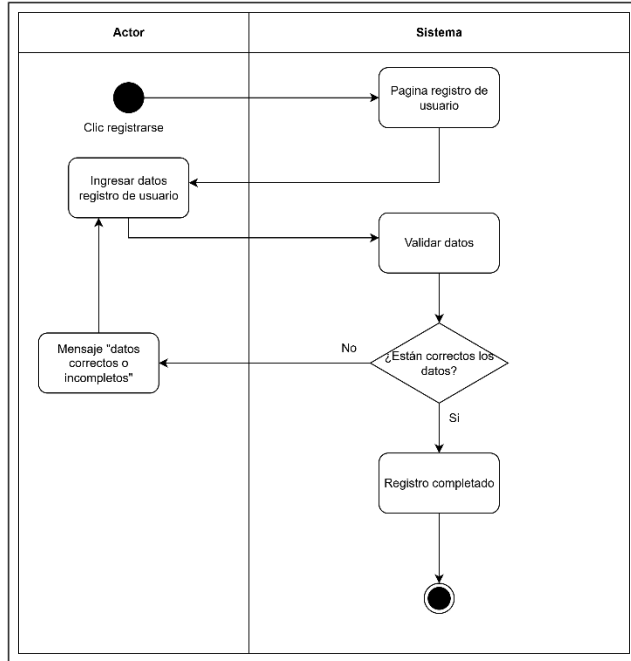 Actor
Sistema
Pagina registro de
usuario
Clic registrarse
Ingresar datos
registro de usuario
Validar datos
¿Están correctos los
datos?
No
Mensaje "datos
correctos o
incompletos"
Si
Registro completado